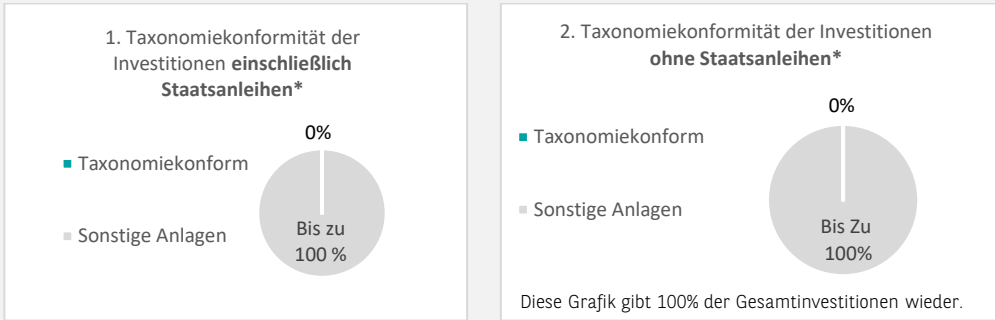 1. Taxonomiekonformität der
Investitionen einschließlich
Staatsanleihen*
0%
Taxonomiekonform
Sonstige Anlagen
Bis zu
100 %
2. Taxonomiekonformität der Investitionen
ohne Staatsanleihen*
0%
Taxonomiekonform
Sonstige Anlagen
Bis Zu
100%
Diese Grafik gibt 100% der Gesamtinvestitionen wieder.